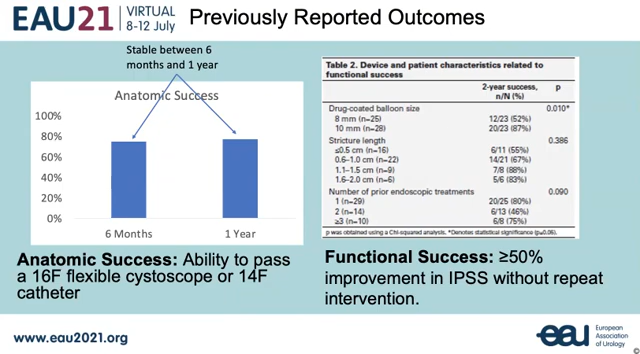 EAU21
VIRTUAL
8-12 July
Previously Reported Outcomes
Stable between 6
months and 1 year
Anatomic Success
100%
80%
60%
40%
20%
0%
6 Months
1 Year
Anatomic Success: Ability to pass
a 16F flexible cystoscope or 14F
catheter
Table 2. Device and patient characteristics related to
functional success
2-year success, p
n/N (%)
Drug-coated balloon size 0.010*
8 mm (n=25) 12/23 (52%)
10 mm (n=28) 20/23 (87%)
Stricture length 0.386
≤0.5 cm (n=16) 6/11 (55%)
0.6-1.0 cm (n=22) 14/21 (67%)
1.1-1.5 cm (n=9) 7/8 (88%)
1.6-2.0 cm (n=6) 5/6 (83%)
Number of prior endoscopic treatments 0.090
1 (n=29) 20/25 (80%)
2 (n=14) 6/13 (46%)
≥3 (n=10) 6/8 (75%)
p was obtained using a Chi-squared analysis. *Denotes statistical significance (p=0.05).
Functional Success: ≥50%
improvement in IPSS without repeat
intervention.
www.eau2021.org
eau
European
Association
of Urology
©